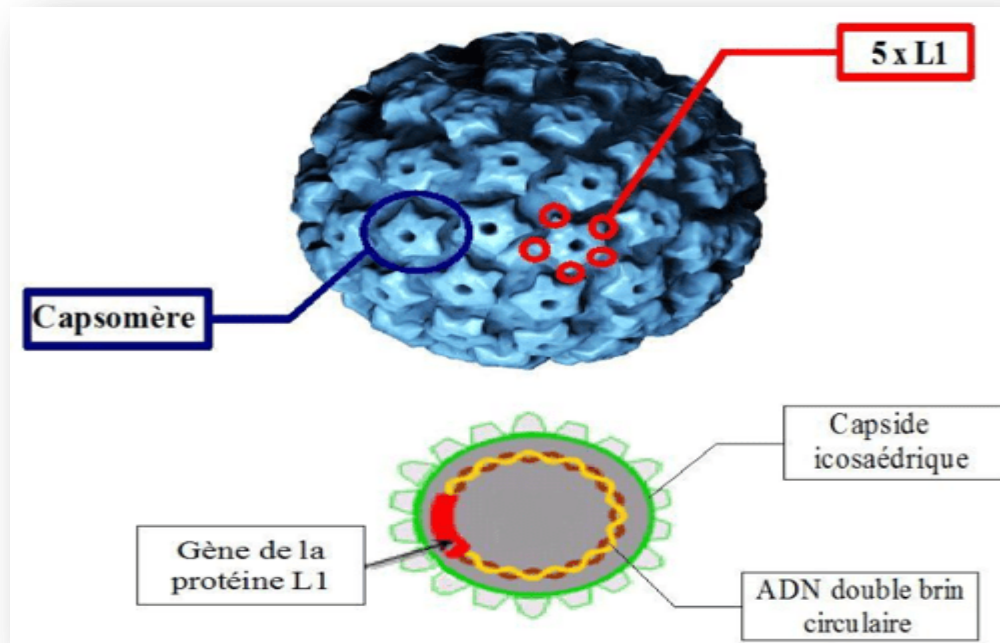 5 x L1
Capsomère
Capside
icosaédrique
Gène de la
protéine L1
ADN double brin
circulaire